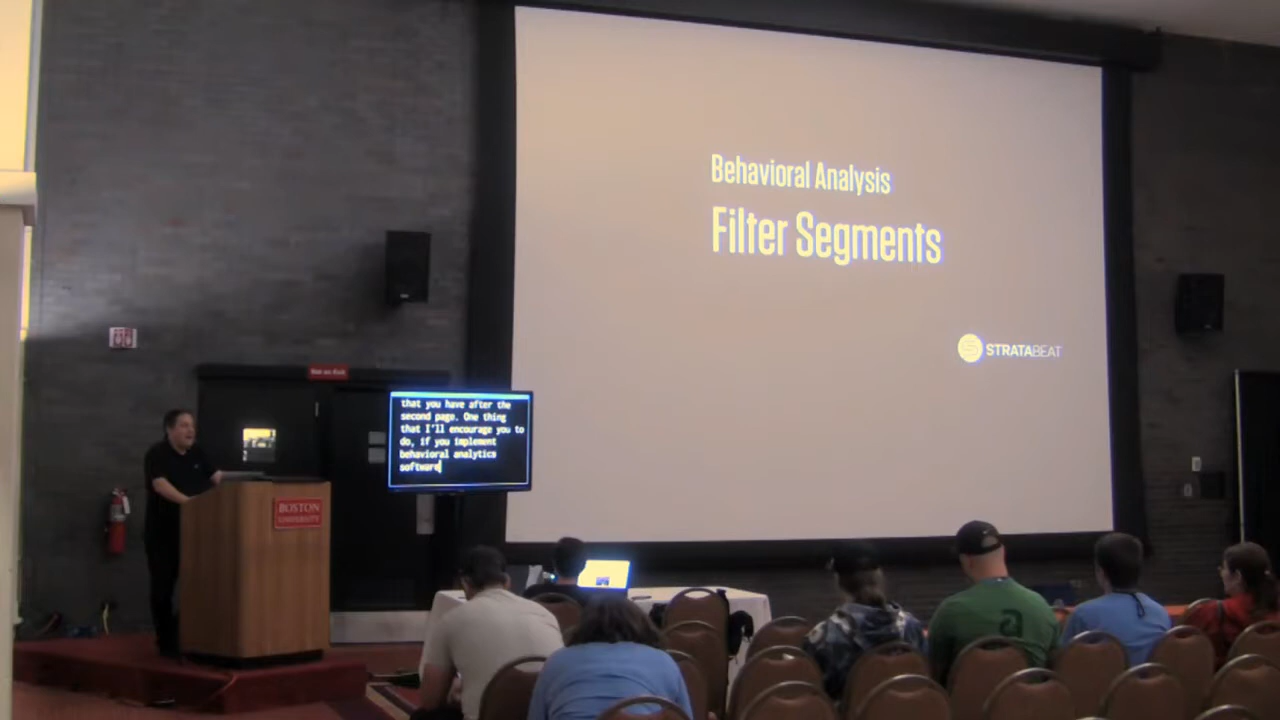 Behavioral Analysis
Filter Segments
STRATABEAT
that you have after the
second page. One thing
that I'll encourage you to
do, if you implement
behavioral analytics
software
BOSTON
UNIVERSITY